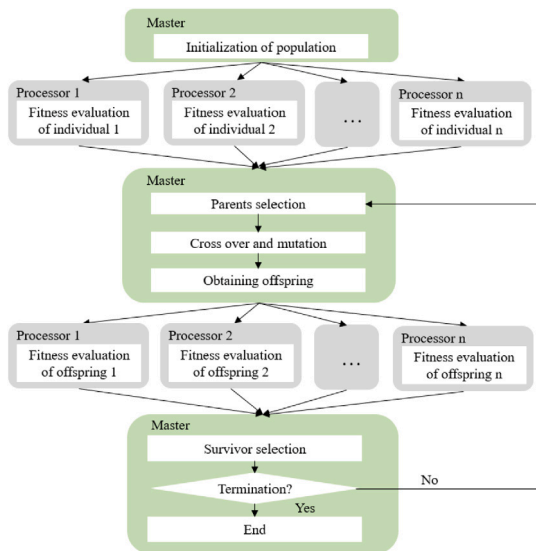 Master
Initialization of population
Processor 1
Fitness evaluation
of individual 1
Processor 2
Fitness evaluation
of individual 2
...
Processor n
Fitness evaluation
of individual n
Master
Parents selection
Cross over and mutation
Obtaining offspring
Processor 1
Fitness evaluation
of offspring 1
Processor 2
Fitness evaluation
of offspring 2
...
Processor n
Fitness evaluation
of offspring n
Master
Survivor selection
Termination?
No
Yes
End